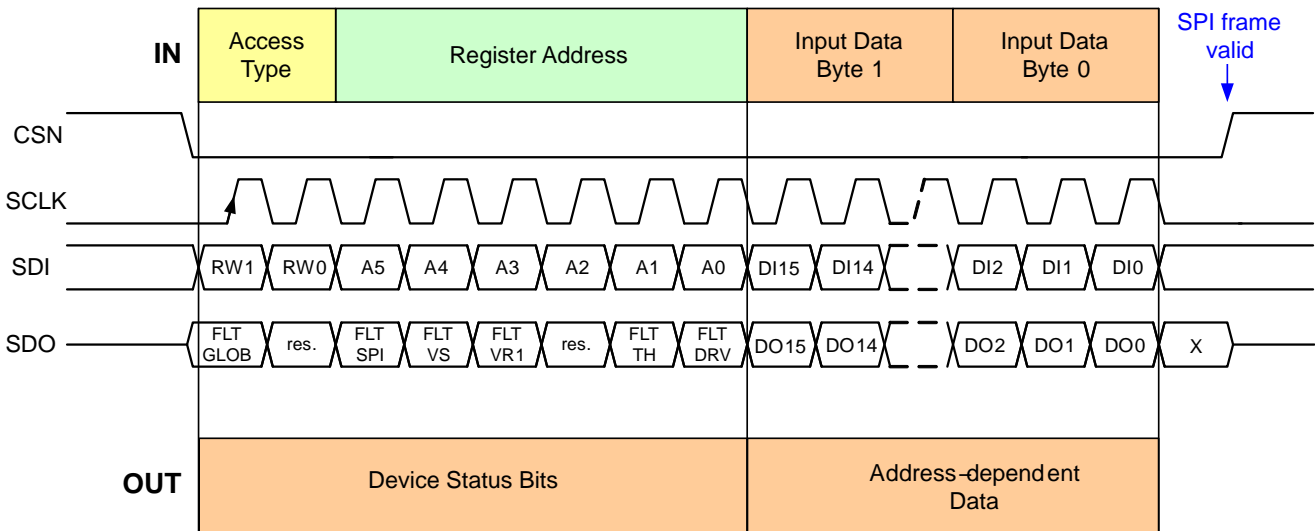 SPI frame
valid
IN
Access
Type
Register Address
Input Data
Byte 1
Input Data
Byte 0
CSN
SCLK
SDI
RW1 RW0 A5 A4 A3 A2 A1 A0 DI15 DI14 DI2 DI1 DI0
SDO
FLT
GLOB
res.
FLT
SPI
FLT
VS
FLT
VR1
res.
FLT
TH
FLT
DRV
DO15 DO14 DO2 DO1 DO0 X
OUT
Device Status Bits
Address-dependent
Data